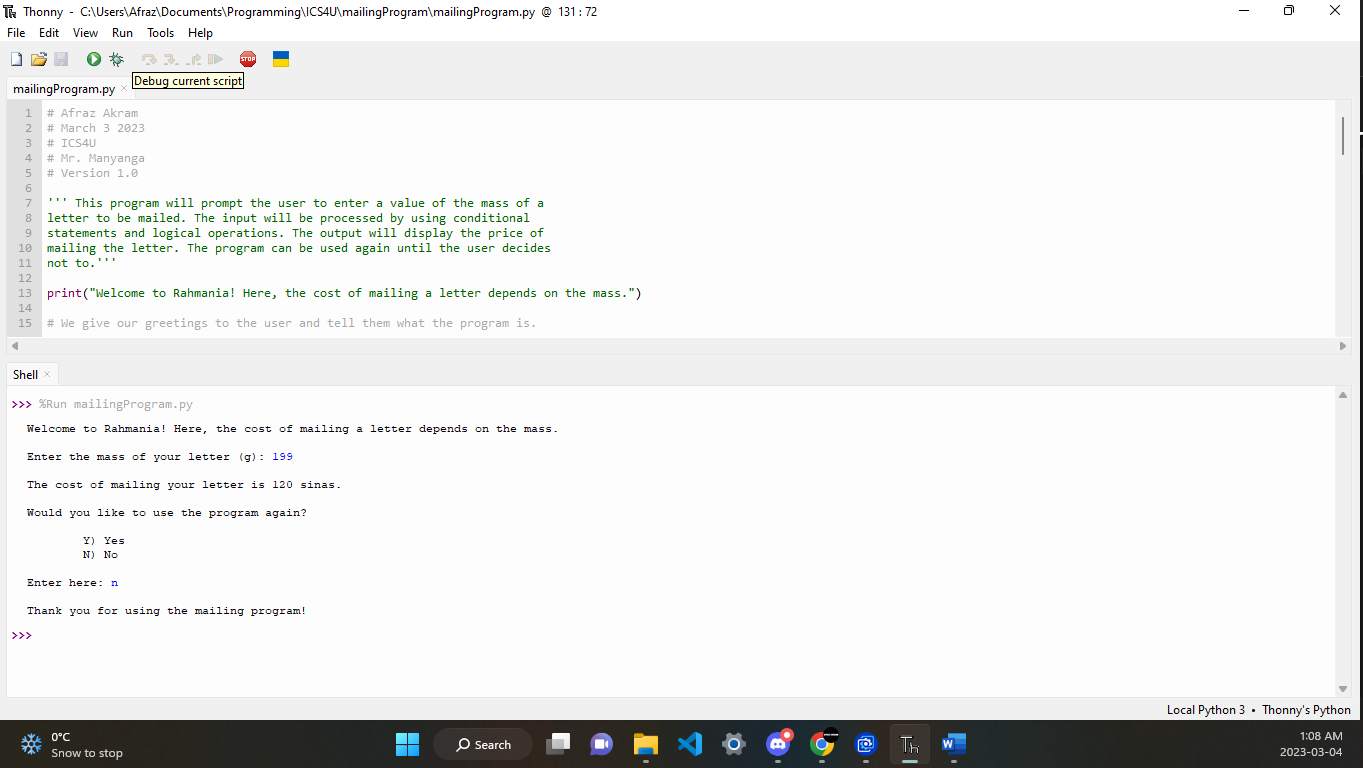 Thonny - C:\Users\Afraz\Documents\Programming\ICS4U\mailingProgram\mailingProgram.py @ 131 : 72
File Edit View Run Tools Help
STOP
Debug current script
mailingProgram.py
1 # Afraz Akram
2 # March 3 2023
3 # ICS4U
4 # Mr. Manyanga
5 # Version 1.0
6
7 ''' This program will prompt the user to enter a value of the mass of a
8 letter to be mailed. The input will be processed by using conditional
9 statements and logical operations. The output will display the price of
10 mailing the letter. The program can be used again until the user decides
11 not to.'''
12
13 print("Welcome to Rahmania! Here, the cost of mailing a letter depends on the mass.")
14
15 # We give our greetings to the user and tell them what the program is.
Shell
>>> %Run mailingProgram.py
Welcome to Rahmania! Here, the cost of mailing a letter depends on the mass.
Enter the mass of your letter (g): 199
The cost of mailing your letter is 120 sinas.
Would you like to use the program again?
Y) Yes
N) No
Enter here: n
Thank you for using the mailing program!
>>>
Local Python 3 • Thonny's Python
0°C
Snow to stop
Search
1:08 AM
2023-03-04